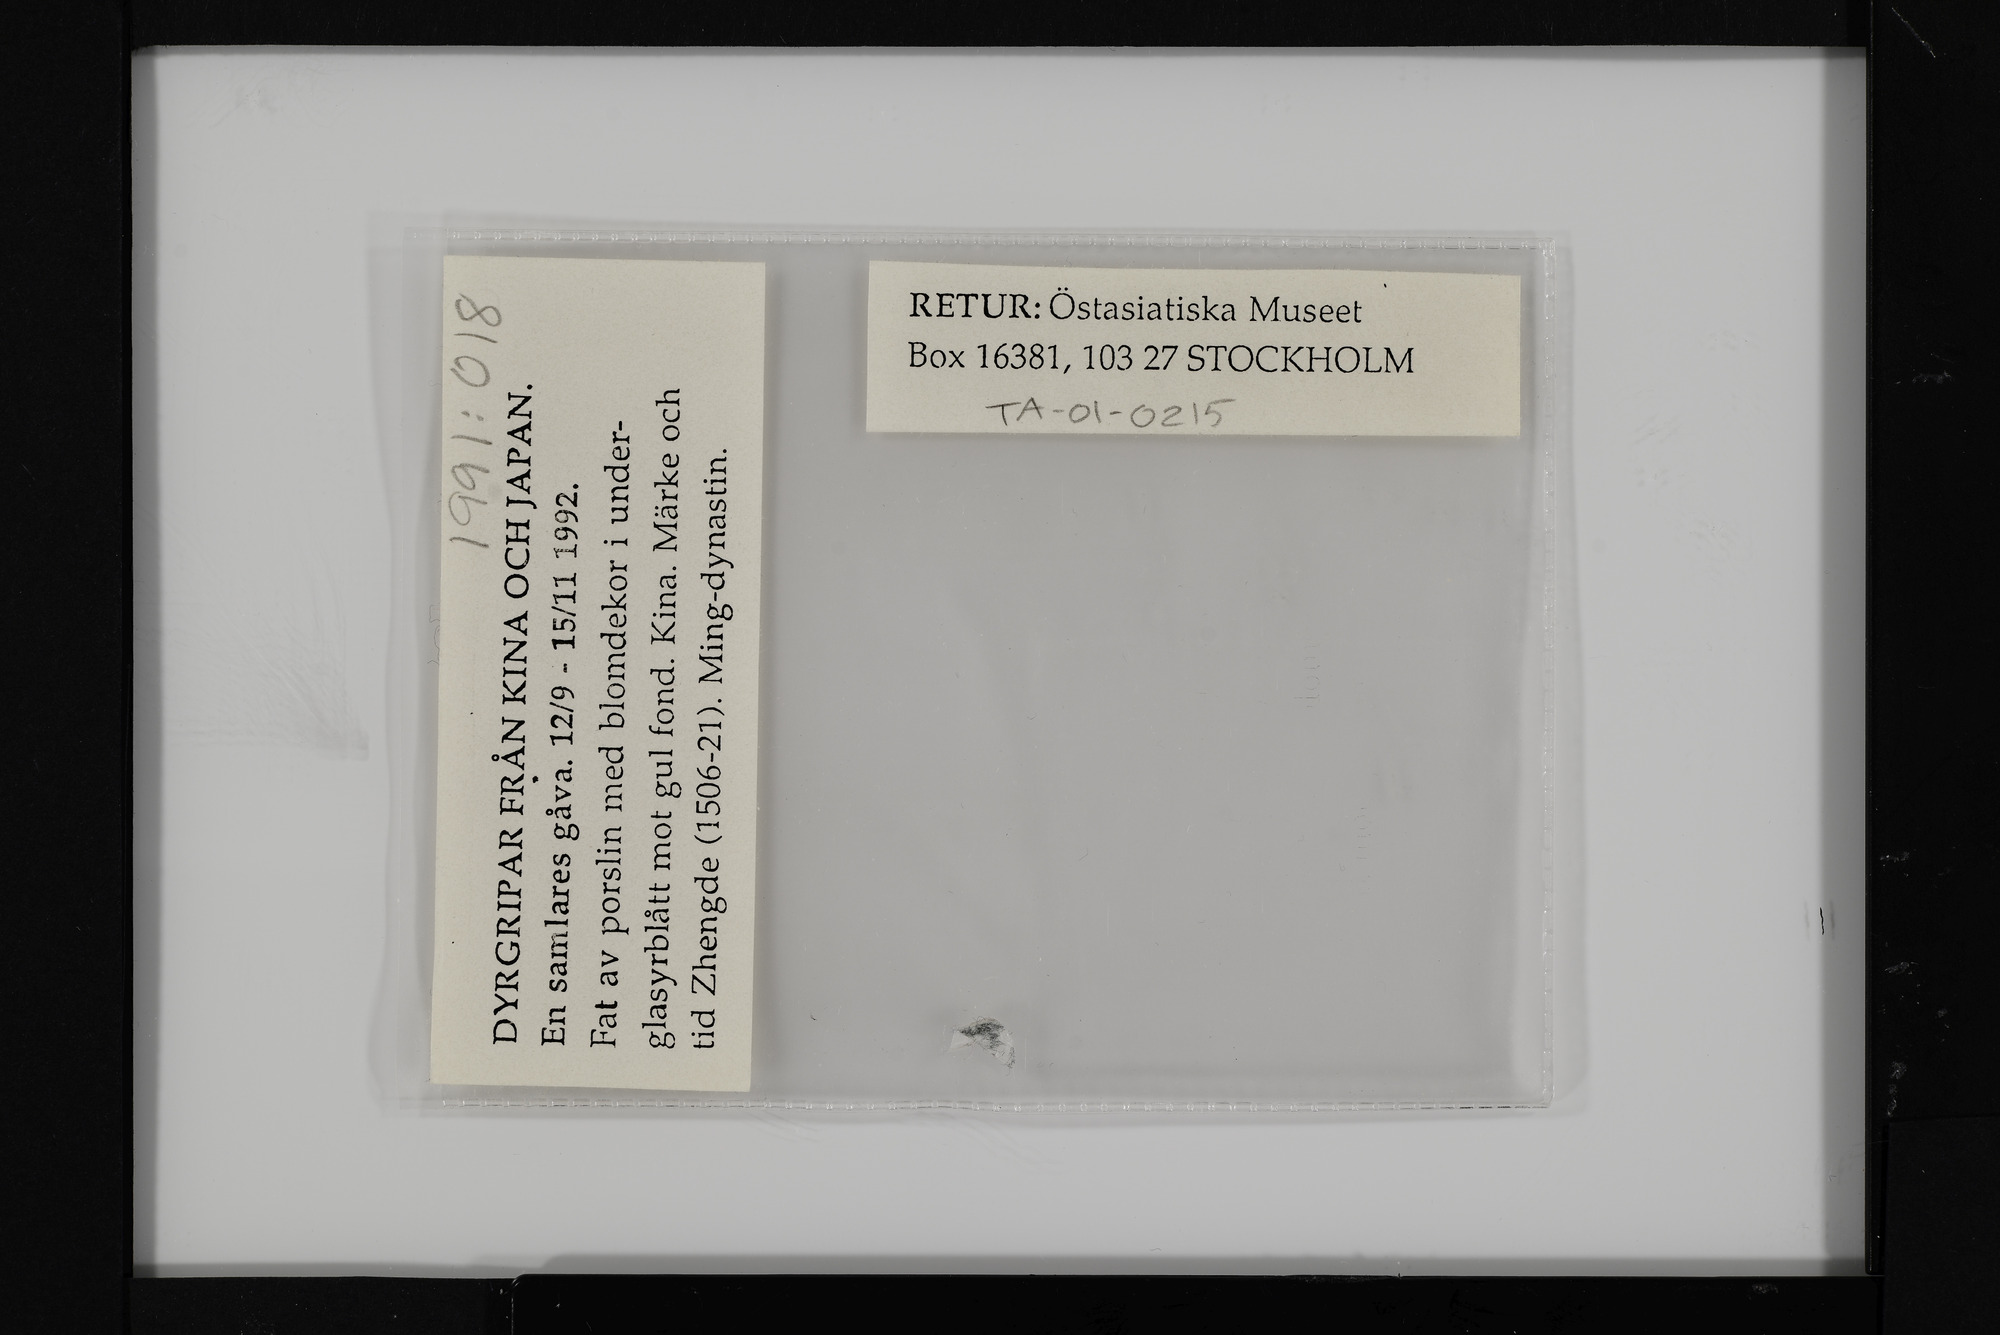 1991:018
DYRGRIPAR FRÅN KINA OCH JAPAN.
En samlares gåva. 12/9 - 15/11 1992.
Fat av porslin med blomdekor i under-
glasyrblått mot gul fond. Kina. Märke och
tid Zhengde (1506-21). Ming-dynastin.
RETUR: Östasiatiska Museet
Box 16381, 103 27 STOCKHOLM
TA-01-0215